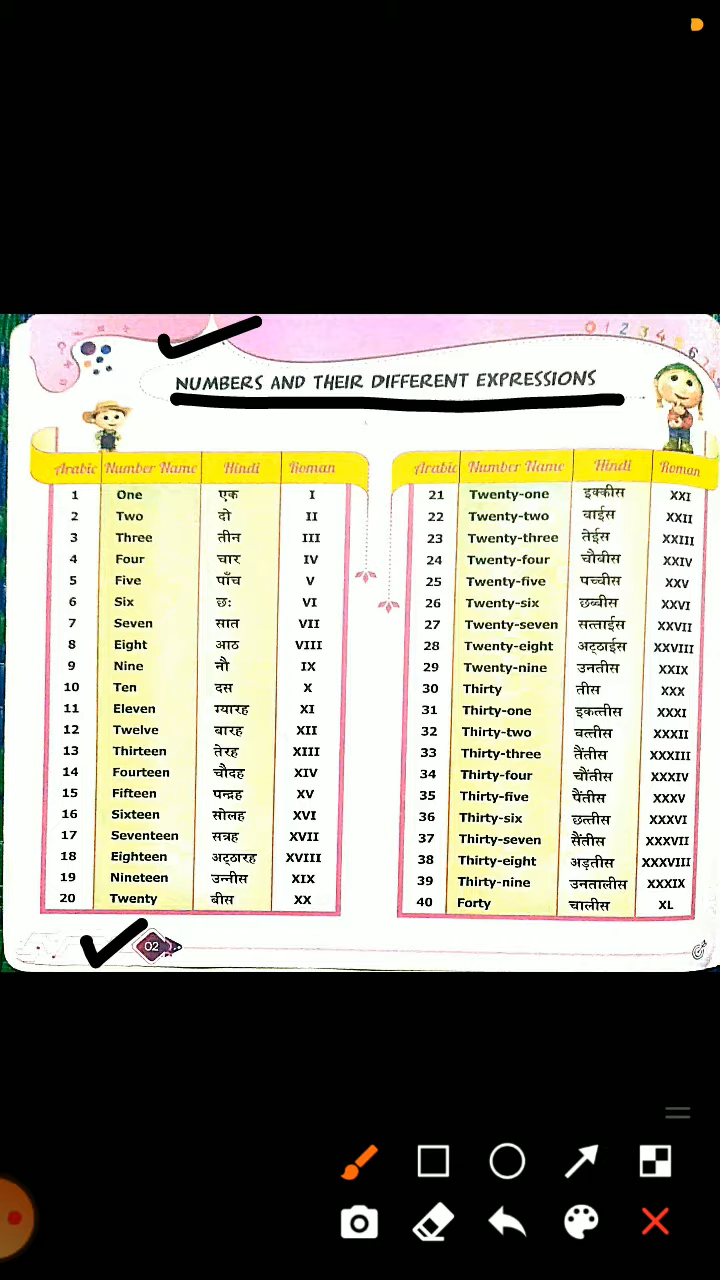 0 1 2 3 4 5 6 7
NUMBERS AND THEIR DIFFERENT EXPRESSIONS
Arabic Number Name Hindi Roman
1 One एक I
2 Two दो II
3 Three तीन III
4 Four चार IV
5 Five पाँच V
6 Six छः VI
7 Seven सात VII
8 Eight आठ VIII
9 Nine नौ IX
10 Ten दस X
11 Eleven ग्यारह XI
12 Twelve बारह XII
13 Thirteen तेरह XIII
14 Fourteen चौदह XIV
15 Fifteen पन्द्रह XV
16 Sixteen सोलह XVI
17 Seventeen सत्रह XVII
18 Eighteen अट्ठारह XVIII
19 Nineteen उन्नीस XIX
20 Twenty बीस XX
Arabic Number Name Hindi Roman
21 Twenty-one इक्कीस XXI
22 Twenty-two बाईस XXII
23 Twenty-three तेईस XXIII
24 Twenty-four चौबीस XXIV
25 Twenty-five पच्चीस XXV
26 Twenty-six छब्बीस XXVI
27 Twenty-seven सत्ताईस XXVII
28 Twenty-eight अट्ठाईस XXVIII
29 Twenty-nine उनतीस XXIX
30 Thirty तीस XXX
31 Thirty-one इकत्तीस XXXI
32 Thirty-two बत्तीस XXXII
33 Thirty-three तैंतीस XXXIII
34 Thirty-four चौंतीस XXXIV
35 Thirty-five पैंतीस XXXV
36 Thirty-six छत्तीस XXXVI
37 Thirty-seven सैंतीस XXXVII
38 Thirty-eight अड़तीस XXXVIII
39 Thirty-nine उनतालीस XXXIX
40 Forty चालीस XL
02